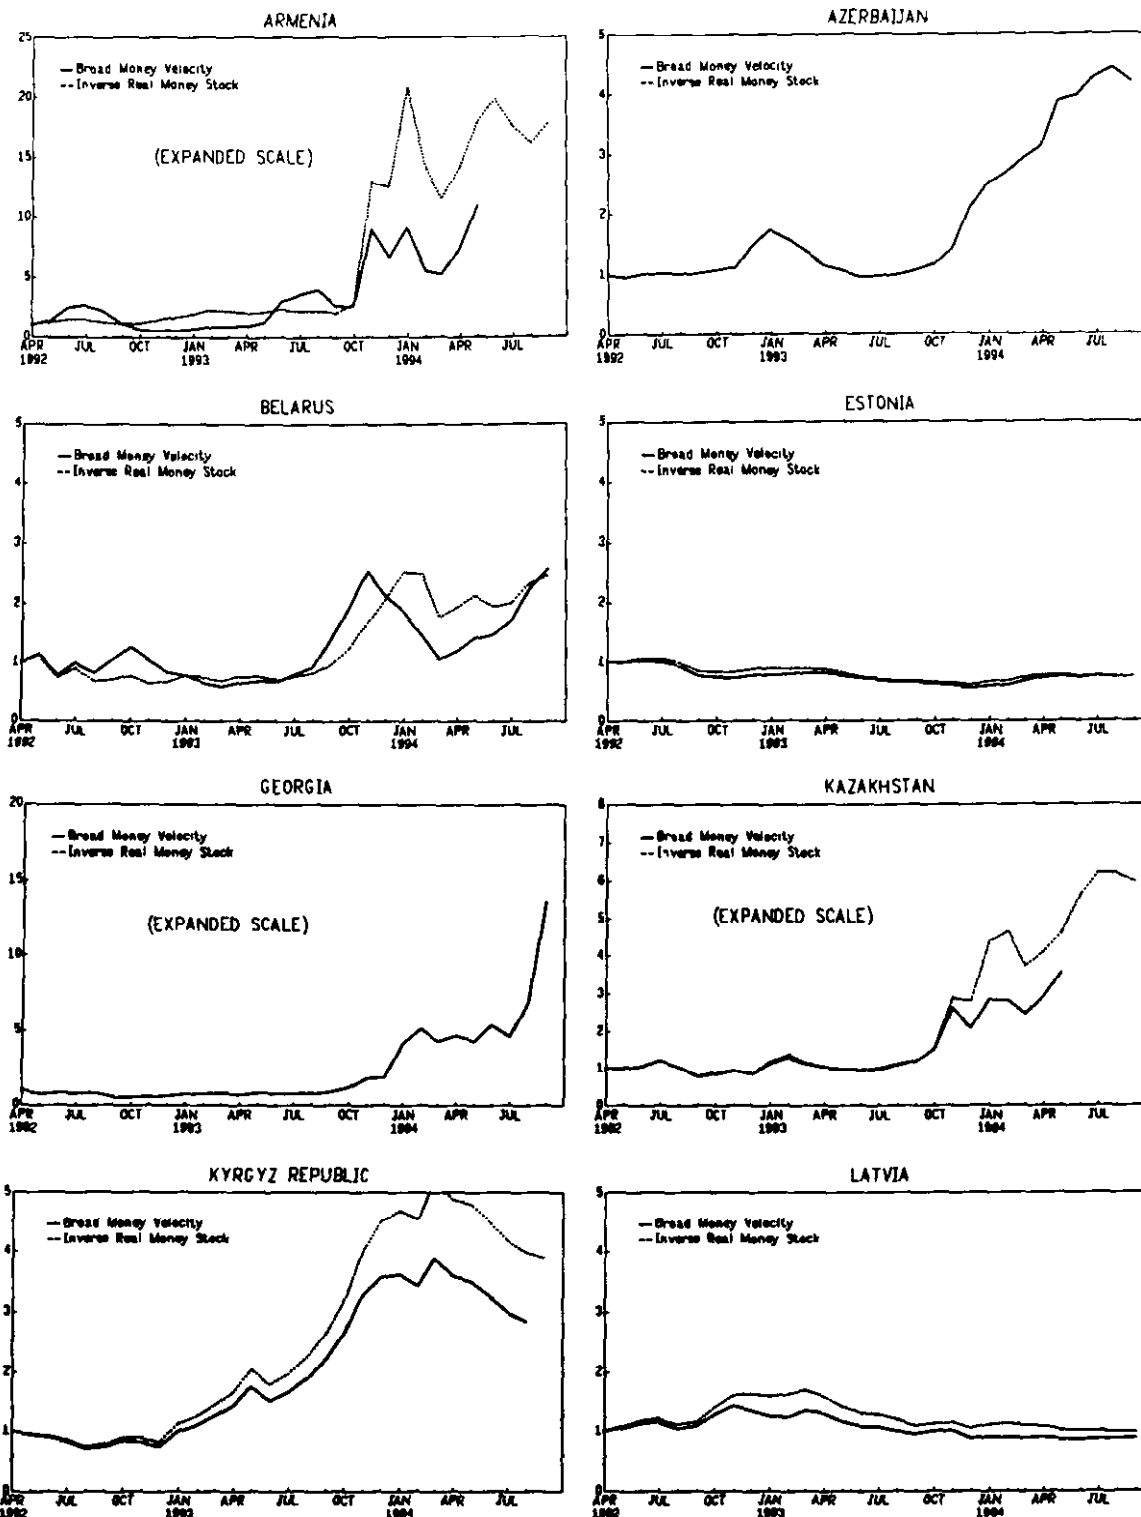 ARMENIA
25
20
15
10
5
0
— Broad Money Velocity
--- Inverse Real Money Stock
(EXPANDED SCALE)
APR JUL OCT JAN APR JUL OCT JAN APR JUL
1992 1993 1994
AZERBAIJAN
5
4
3
2
1
0
— Broad Money Velocity
--- Inverse Real Money Stock
APR JUL OCT JAN APR JUL OCT JAN APR JUL
1992 1993 1994
BELARUS
5
4
3
2
1
0
— Broad Money Velocity
--- Inverse Real Money Stock
APR JUL OCT JAN APR JUL OCT JAN APR JUL
1992 1993 1994
ESTONIA
5
4
3
2
1
0
— Broad Money Velocity
--- Inverse Real Money Stock
APR JUL OCT JAN APR JUL OCT JAN APR JUL
1992 1993 1994
GEORGIA
20
15
10
5
0
— Broad Money Velocity
--- Inverse Real Money Stock
(EXPANDED SCALE)
APR JUL OCT JAN APR JUL OCT JAN APR JUL
1992 1993 1994
KAZAKHSTAN
8
7
6
5
4
3
2
1
0
— Broad Money Velocity
--- Inverse Real Money Stock
(EXPANDED SCALE)
APR JUL OCT JAN APR JUL OCT JAN APR JUL
1992 1993 1994
KYRGYZ REPUBLIC
5
4
3
2
1
0
— Broad Money Velocity
--- Inverse Real Money Stock
APR JUL OCT JAN APR JUL OCT JAN APR JUL
1992 1993 1994
LATVIA
5
4
3
2
1
0
— Broad Money Velocity
--- Inverse Real Money Stock
APR JUL OCT JAN APR JUL OCT JAN APR JUL
1992 1993 1994